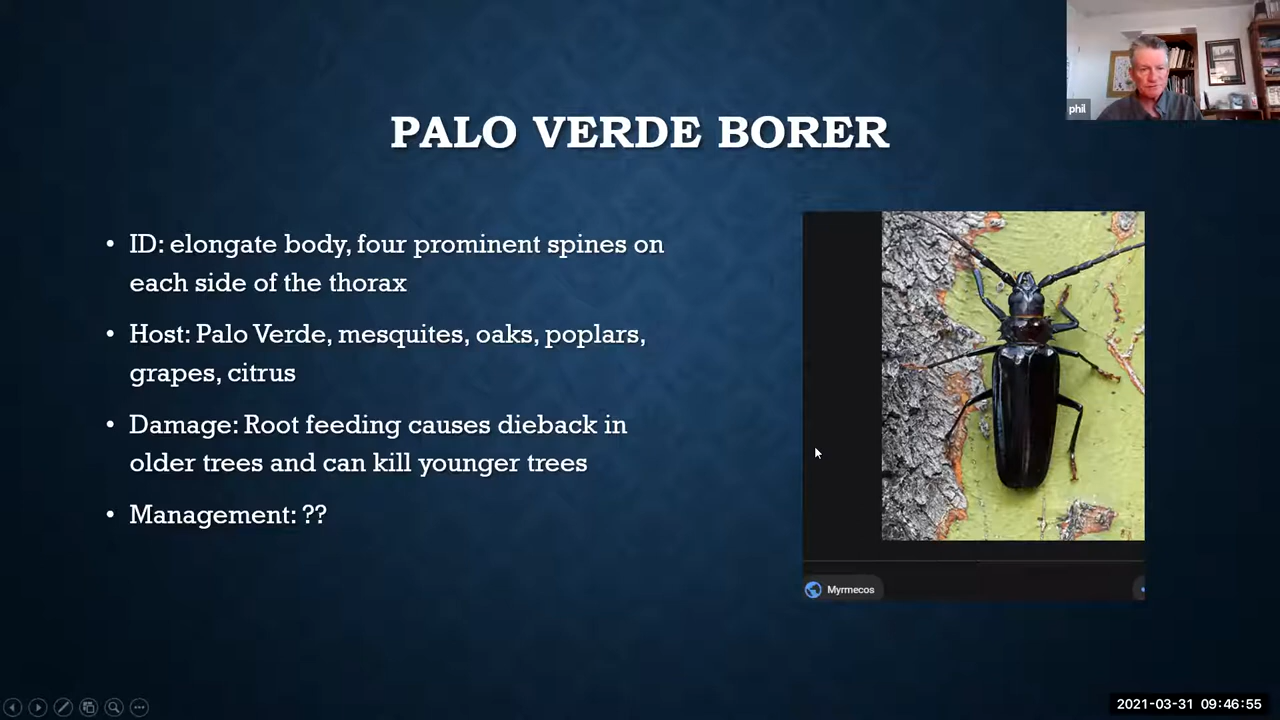 phil
PALO VERDE BORER
• ID: elongate body, four prominent spines on
each side of the thorax
• Host: Palo Verde, mesquites, oaks, poplars,
grapes, citrus
• Damage: Root feeding causes dieback in
older trees and can kill younger trees
• Management: ??
Myrmecos
2021-03-31 09:46:55